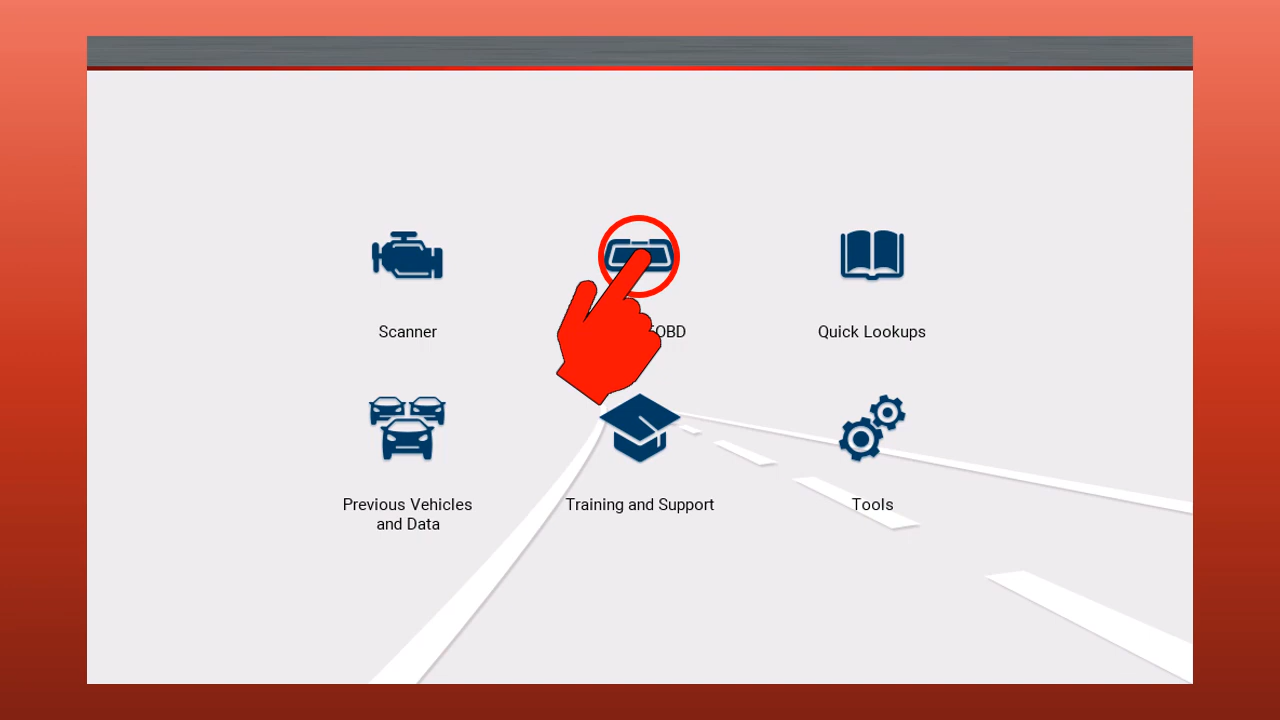 Scanner
OBD
Quick Lookups
Previous Vehicles
and Data
Training and Support
Tools